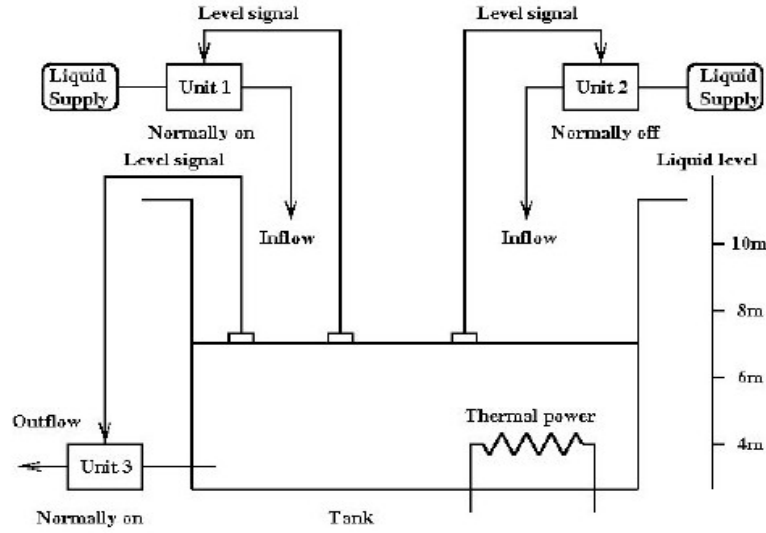 Level signal
Level signal
Liquid
Supply
Unit 1
Unit 2
Liquid
Supply
Normally on
Normally off
Level signal
Liquid level
Inflow
Inflow
10m
8m
6m
Thermal power
Outflow
4m
Unit 3
Normally on
Tank